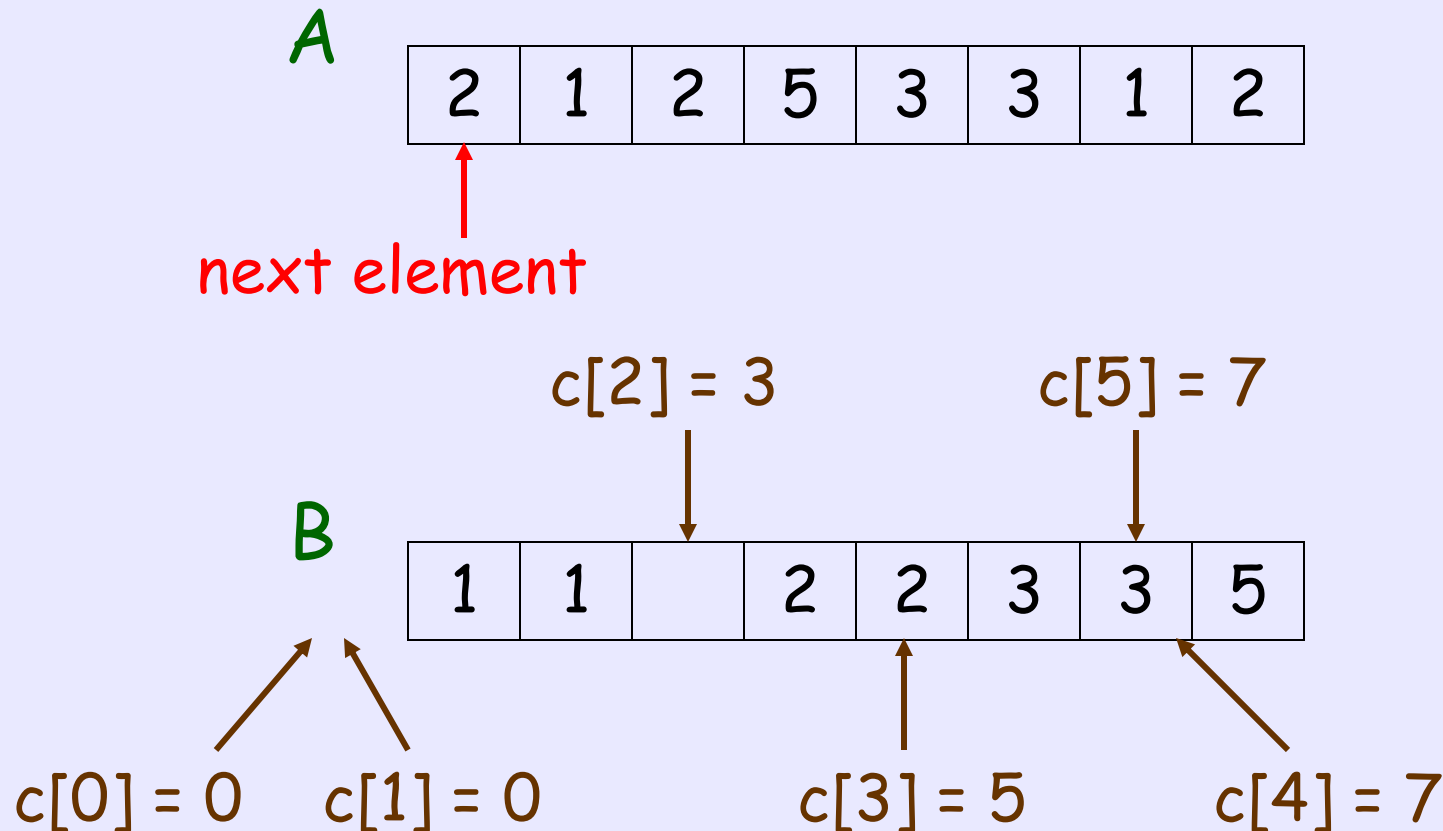 A
2 1 2 5 3 3 1 2
next element
c[2] = 3 c[5] = 7
B
1 1 2 2 3 3 5
c[0] = 0 c[1] = 0 c[3] = 5 c[4] = 7